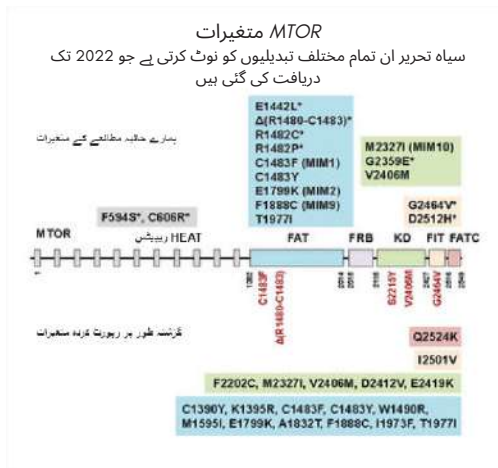 MTOR متغیرات
سیاہ تحریر ان تمام مختلف تبدیلیوں کو نوٹ کرتی ہے جو 2022 تک
دریافت کی گئی ہیں
ہمارے حالیہ مطالعے کے متغیرات
E1442L*
Δ(R1480-C1483)*
R1482C*
R1482P*
C1483F (MIM1)
C1483Y
E1799K (MIM2)
F1888C (MIM9)
T1977I
M2327I (MIM10)
G2359E*
V2406M
G2464V*
D2512H*
F594S*, C606R*
MTOR
HEAT ریپیٹس
FAT
FRB
KD
FIT
FATC
1
C1483F
Δ(R1480-C1483)
S2215Y
V2406M
G2464V
گزشتہ طور پر رپورٹ کردہ متغیرات
Q2524K
I2501V
F2202C, M2327I, V2406M, D2412V, E2419K
C1390Y, K1395R, C1483F, C1483Y, W1490R,
M1595I, E1799K, A1832T, F1888C, I1973F, T1977I